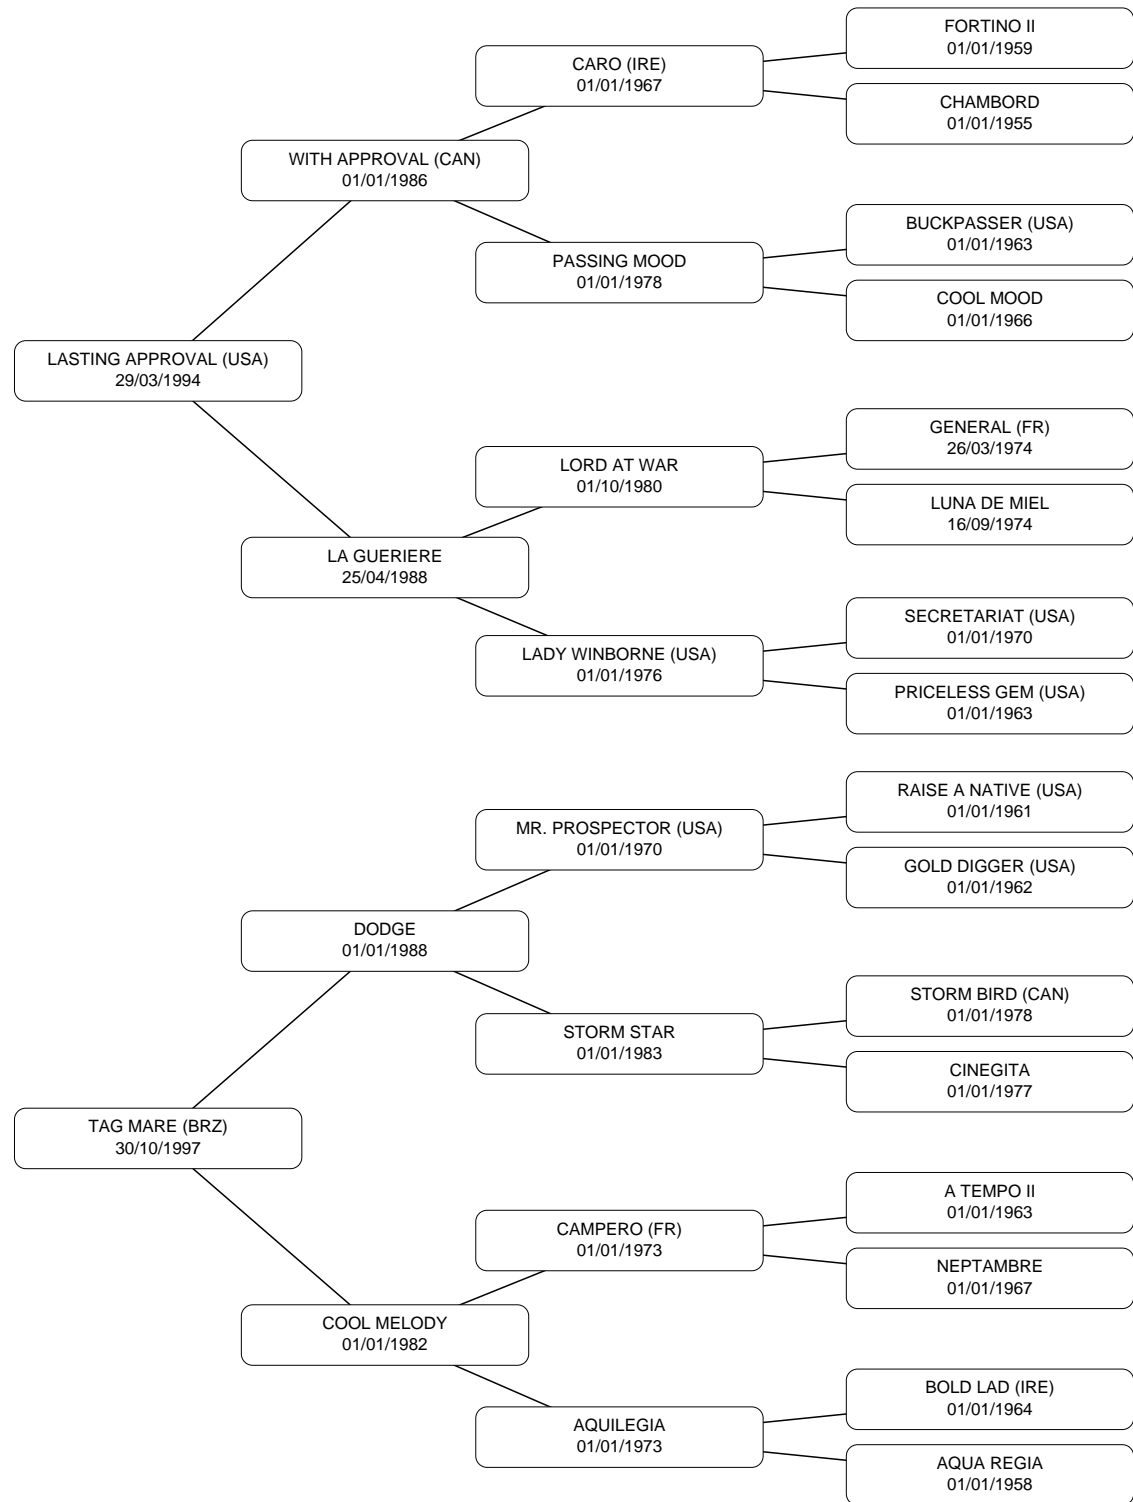 FORTINO II
01/01/1959
CARO (IRE)
01/01/1967
CHAMBORD
01/01/1955
WITH APPROVAL (CAN)
01/01/1986
BUCKPASSER (USA)
01/01/1963
PASSING MOOD
01/01/1978
COOL MOOD
01/01/1966
LASTING APPROVAL (USA)
29/03/1994
GENERAL (FR)
26/03/1974
LORD AT WAR
01/10/1980
LUNA DE MIEL
16/09/1974
LA GUERIERE
25/04/1988
SECRETARIAT (USA)
01/01/1970
LADY WINBORNE (USA)
01/01/1976
PRICELESS GEM (USA)
01/01/1963
RAISE A NATIVE (USA)
01/01/1961
MR. PROSPECTOR (USA)
01/01/1970
GOLD DIGGER (USA)
01/01/1962
DODGE
01/01/1988
STORM BIRD (CAN)
01/01/1978
STORM STAR
01/01/1983
CINEGITA
01/01/1977
TAG MARE (BRZ)
30/10/1997
A TEMPO II
01/01/1963
CAMPERO (FR)
01/01/1973
NEPTAMBRE
01/01/1967
COOL MELODY
01/01/1982
BOLD LAD (IRE)
01/01/1964
AQUILEGIA
01/01/1973
AQUA REGIA
01/01/1958